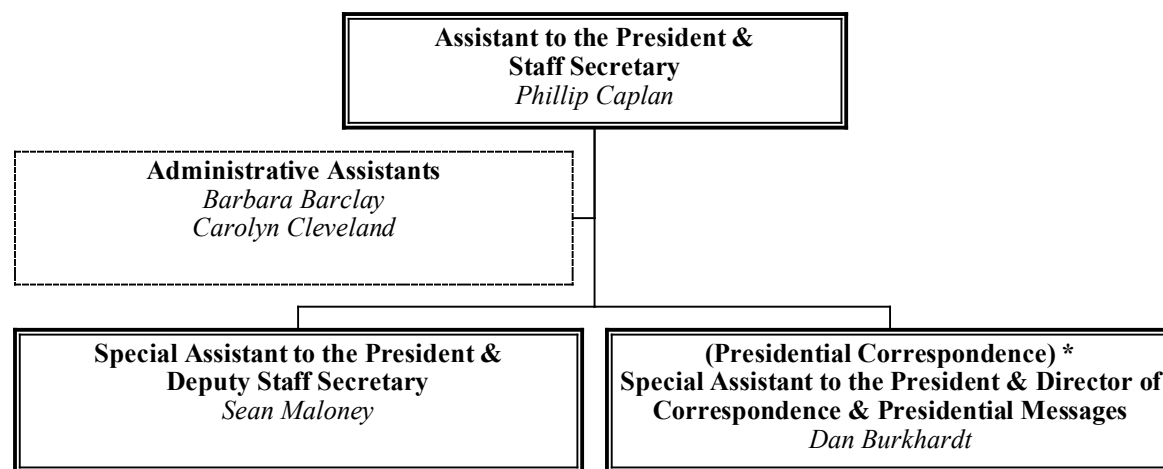 Assistant to the President &
Staff Secretary
Phillip Caplan
Administrative Assistants
Barbara Barclay
Carolyn Cleveland
Special Assistant to the President &
Deputy Staff Secretary
Sean Maloney
(Presidential Correspondence) *
Special Assistant to the President & Director of
Correspondence & Presidential Messages
Dan Burkhardt